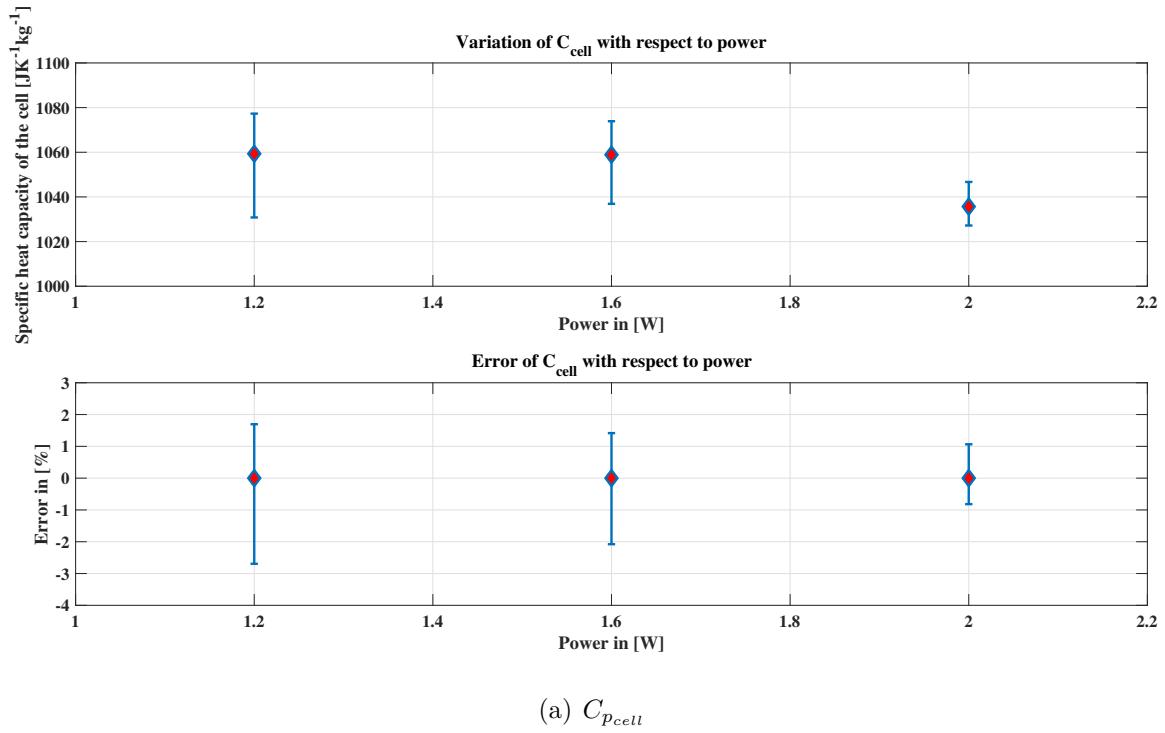 Variation of C_cell with respect to power
Specific heat capacity of the cell [JK^-1kg^-1]
1100
1080
1060
1040
1020
1000
1 1.2 1.4 1.6 1.8 2 2.2
Power in [W]
Error of C_cell with respect to power
Error in [%]
3
2
1
0
-1
-2
-3
-4
1 1.2 1.4 1.6 1.8 2 2.2
Power in [W]
(a) C_p_cell